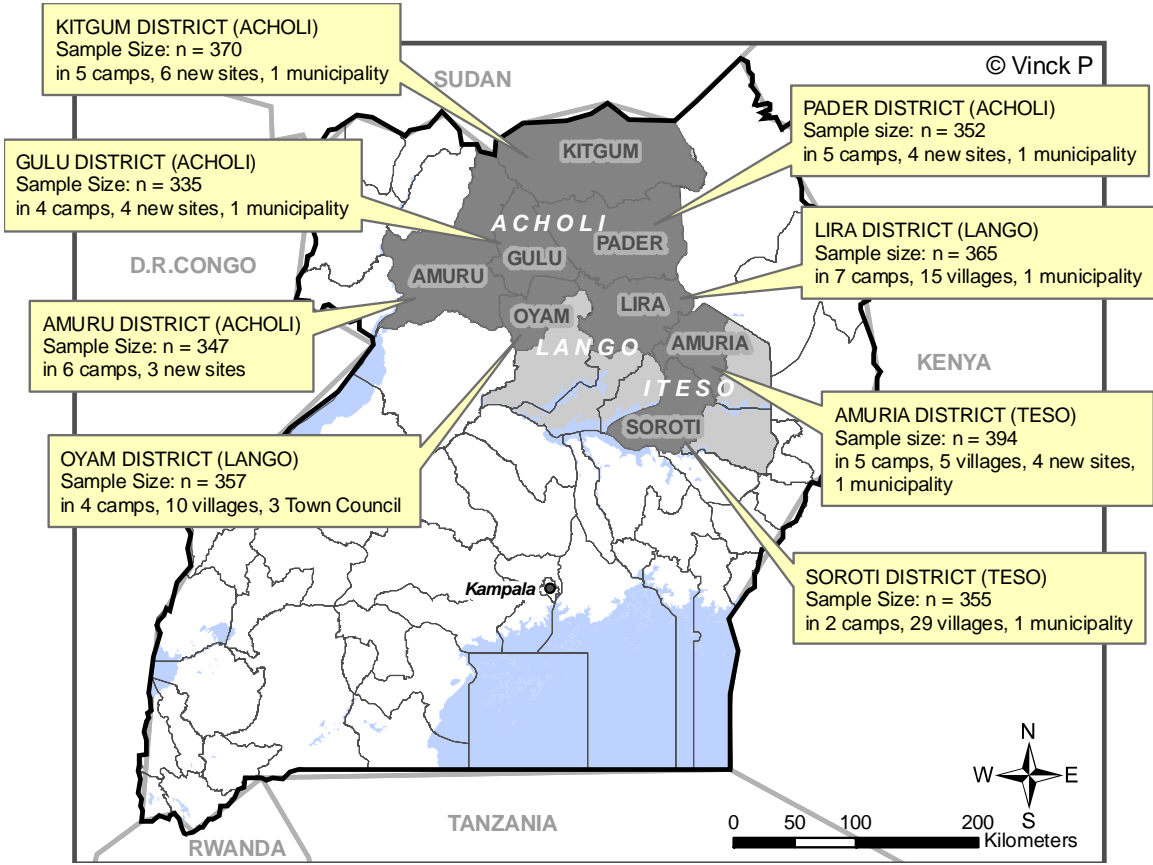 KITGUM DISTRICT (ACHOLI)
Sample Size: n = 370
in 5 camps, 6 new sites, 1 municipality
SUDAN
© Vinck P
PADER DISTRICT (ACHOLI)
Sample size: n = 352
in 5 camps, 4 new sites, 1 municipality
GULU DISTRICT (ACHOLI)
Sample Size: n = 335
in 4 camps, 4 new sites, 1 municipality
KITGUM
ACHOLI
PADER
GULU
AMURU
D.R.CONGO
LIRA DISTRICT (LANGO)
Sample size: n = 365
in 7 camps, 15 villages, 1 municipality
AMURU DISTRICT (ACHOLI)
Sample Size: n = 347
in 6 camps, 3 new sites
OYAM
LIRA
LANGO
AMURIA
ITESO
SOROTI
KENYA
AMURIA DISTRICT (TESO)
Sample size: n = 394
in 5 camps, 5 villages, 4 new sites,
1 municipality
OYAM DISTRICT (LANGO)
Sample Size: n = 357
in 4 camps, 10 villages, 3 Town Council
SOROTI DISTRICT (TESO)
Sample Size: n = 355
in 2 camps, 29 villages, 1 municipality
Kampala
N
W
E
S
TANZANIA
RWANDA
0 50 100 200
Kilometers